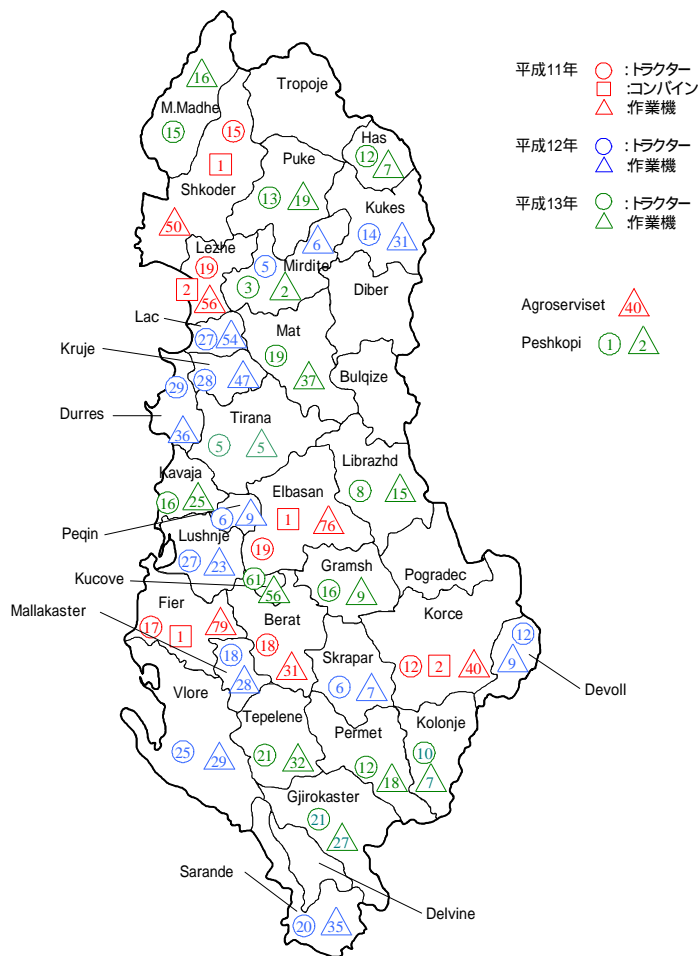 平成11年 :トラクター
:コンバイン
:作業機
平成12年 :トラクター
:作業機
平成13年 :トラクター
:作業機
Agroserviset 40
Peshkopi 1 2
16
M.Madhe
15
Tropoje
15
1
Shkoder
50
Has
12
7
Puke
13 19
Kukes
14 31
Lezhe
19
2
56
6
5
Mirdite
3 2
Diber
Lac
27 54
Mat
19
37
Kruje
28 47
Bulqize
29
Durres
36
Tirana
5 5
Librazhd
8 15
Kavaja
16 25
Elbasan
1 76
19
Peqin
6 9
Lushnje
27 23
Kucove
61
56
Gramsh
16 9
Pogradec
Mallakaster
18
28
Fier
17 1 79
Berat
18
31
Korce
12 2 40
12
9
Devoll
Skrapar
6 7
Vlore
25 29
Tepelene
21 32
Permet
12
18
Kolonje
10
7
Gjirokaster
21
27
Sarande
20 35
Delvine